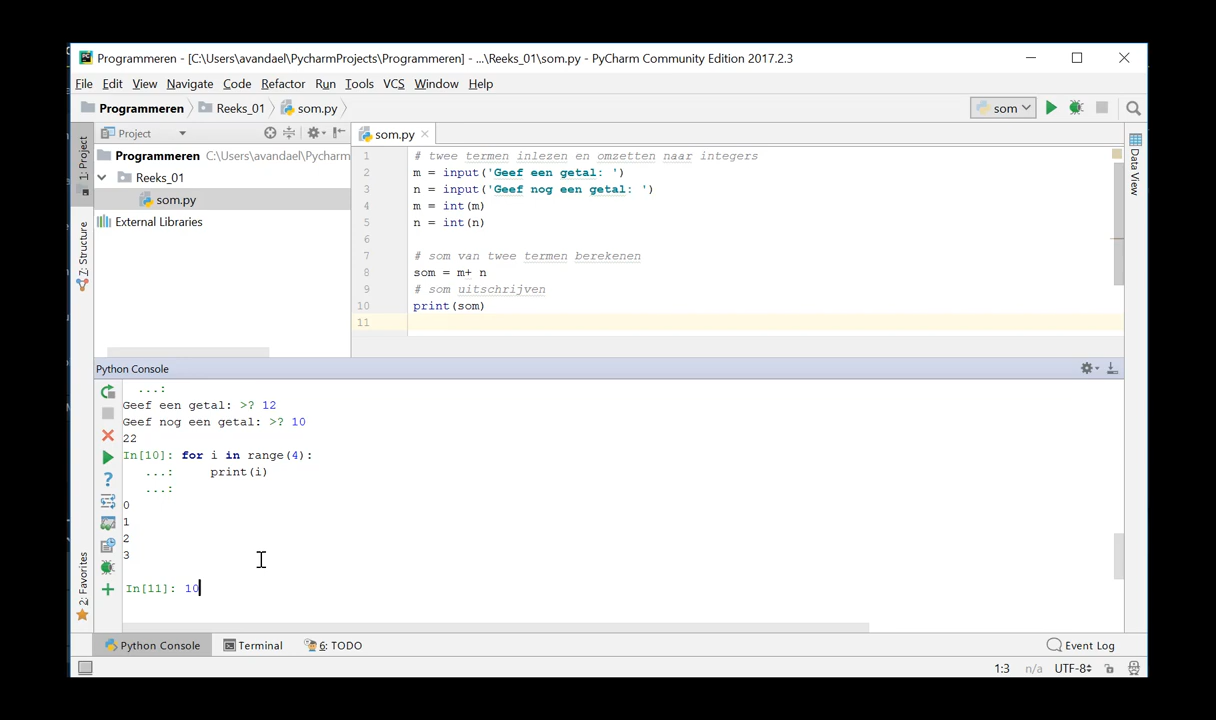 Programmeren - [C:\Users\avandael\PycharmProjects\Programmeren] - ...\Reeks_01\som.py - PyCharm Community Edition 2017.2.3
File Edit View Navigate Code Refactor Run Tools VCS Window Help
Programmeren Reeks_01 som.py som
Project
som.py
1: Project
Programmeren C:\Users\avandael\Pycharm
Reeks_01
som.py
External Libraries
7: Structure
2: Favorites
1 # twee termen inlezen en omzetten naar integers
2 m = input('Geef een getal: ')
3 n = input('Geef nog een getal: ')
4 m = int(m)
5 n = int(n)
6
7 # som van twee termen berekenen
8 som = m+ n
9 # som uitschrijven
10 print(som)
11
Data View
Python Console
...:
Geef een getal: >? 12
Geef nog een getal: >? 10
22
In[10]: for i in range(4):
...: print(i)
...:
0
1
2
3
In[11]: 10
Python Console Terminal 6: TODO Event Log
1:3 n/a UTF-8